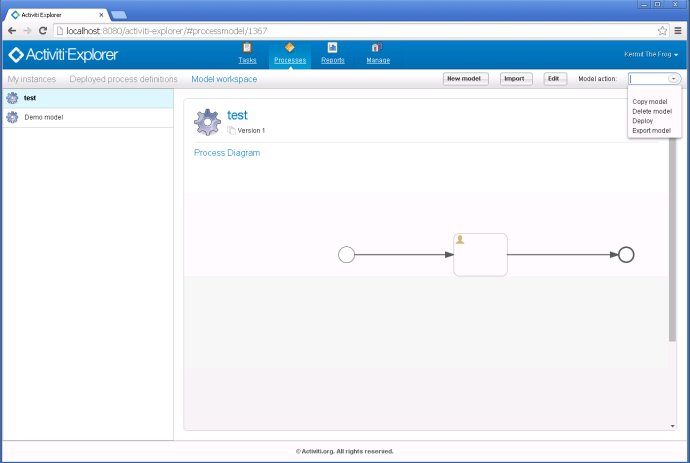 Activiti Explorer
localhost:8080/activiti-explorer/#processmodel/1367
Activiti Explorer
Tasks
Processes
Reports
Manage
Kermit The Frog
My instances
Deployed process definitions
Model workspace
New model
Import
Edit
Model action:
Copy model
Delete model
Deploy
Export model
test
Demo model
test
Version 1
Process Diagram
© Activiti.org. All rights reserved.